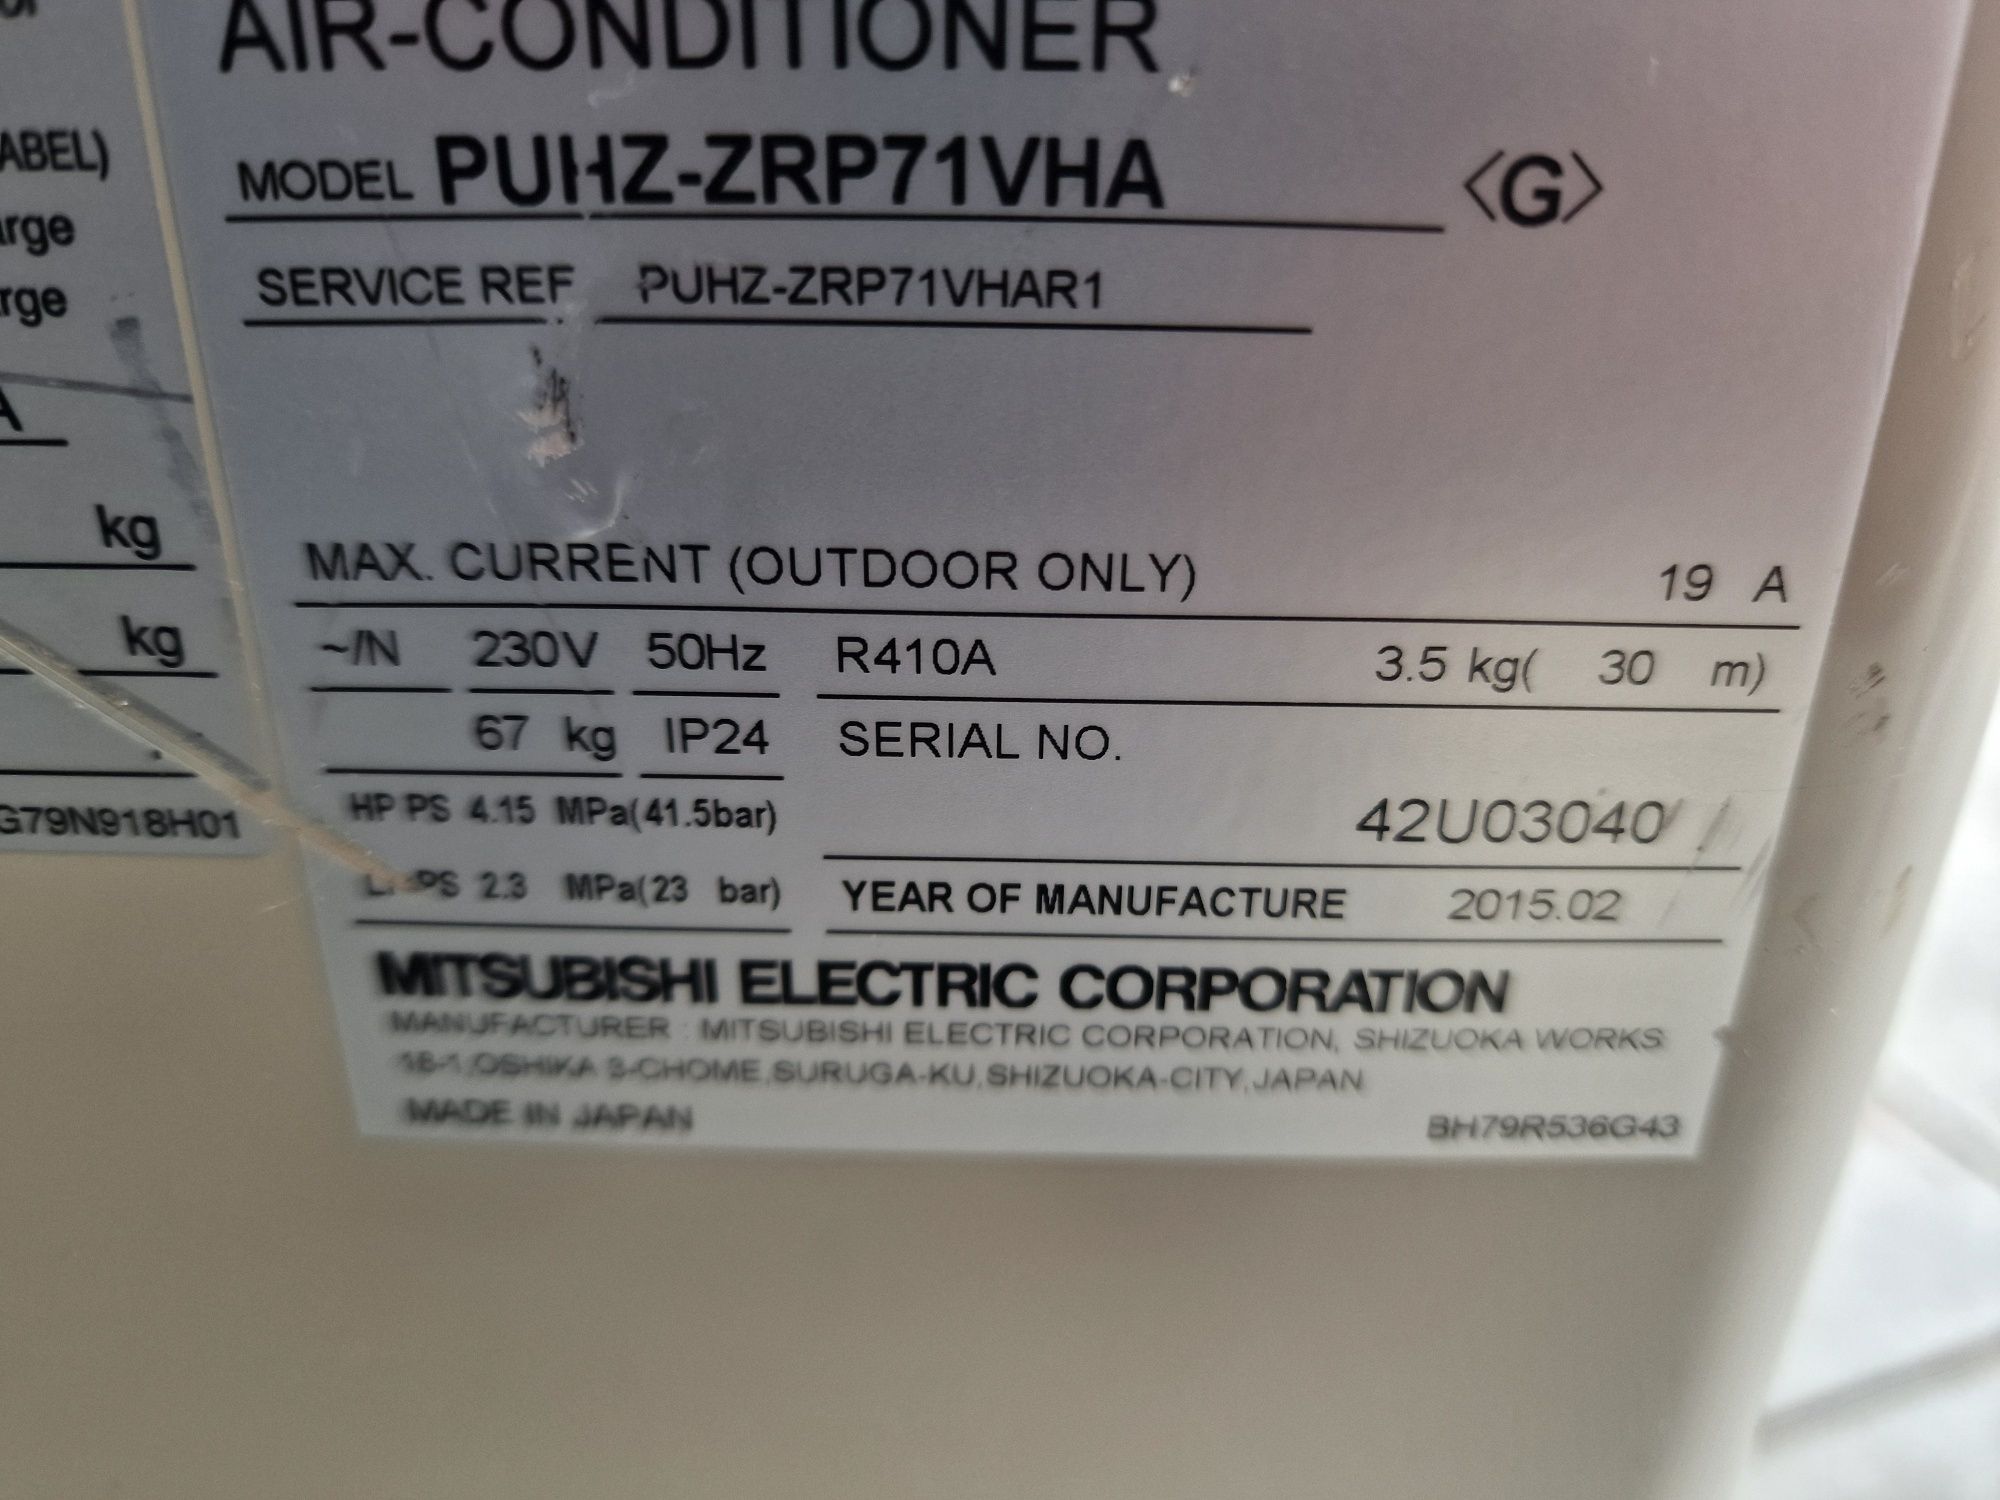 AIR-CONDITIONER
ABEL)
MODEL PUHZ-ZRP71VHA <G>
arge
SERVICE REF PUHZ-ZRP71VHAR1
rge
A
kg
MAX. CURRENT (OUTDOOR ONLY) 19 A
kg
~/N 230V 50Hz R410A 3.5 kg( 30 m)
67 kg IP24 SERIAL NO.
HP PS 4.15 MPa(41.5bar)
42U03040
G79N918H01
PS 2.3 MPa(23 bar) YEAR OF MANUFACTURE 2015.02
MITSUBISHI ELECTRIC CORPORATION
MANUFACTURER : MITSUBISHI ELECTRIC CORPORATION, SHIZUOKA WORKS
18-1,OSHIKA 3-CHOME,SURUGA-KU,SHIZUOKA-CITY,JAPAN
MADE IN JAPAN BH79R536G43